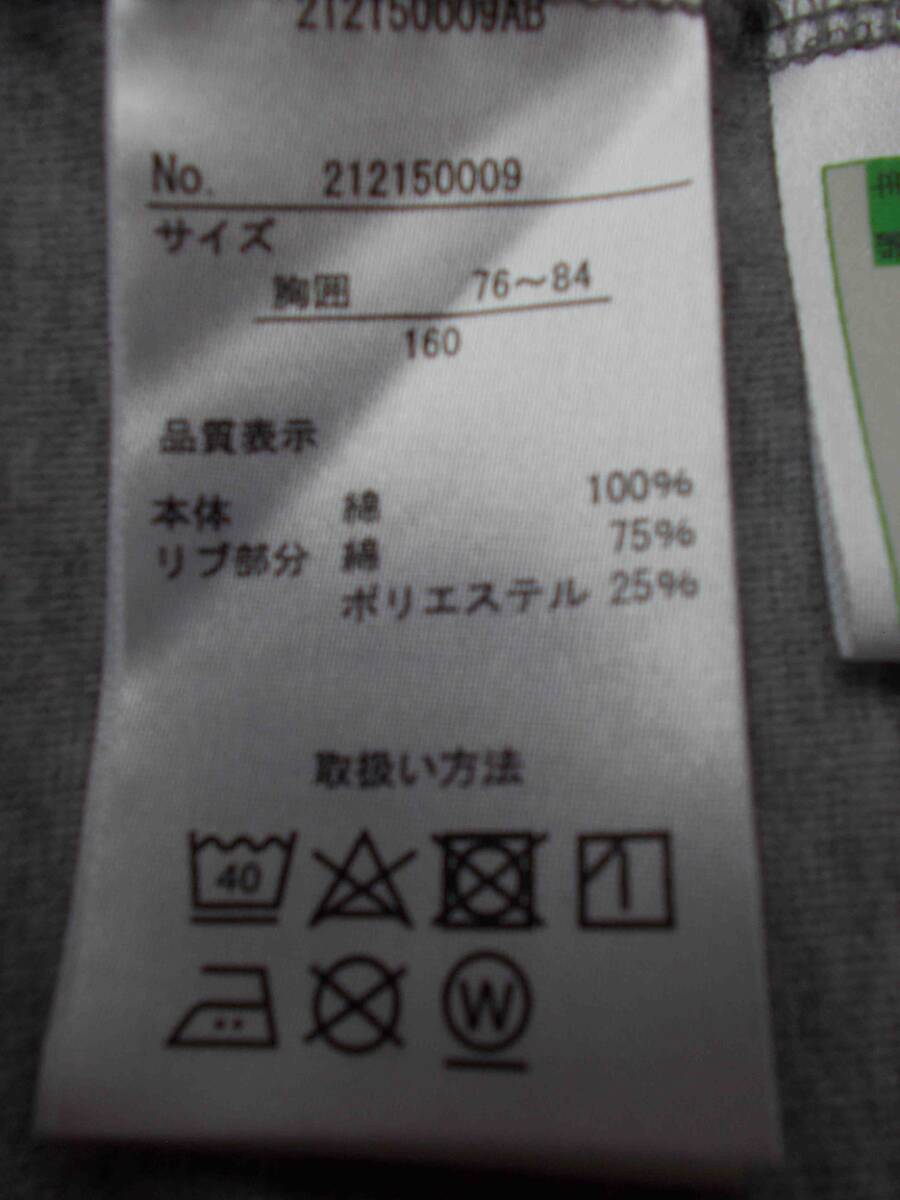 212150009AB
No. 212150009
サイズ
胸囲 76~84
160
品質表示
本体 綿 100%
リブ部分 綿 75%
ポリエステル 25%
取扱い方法
40
W